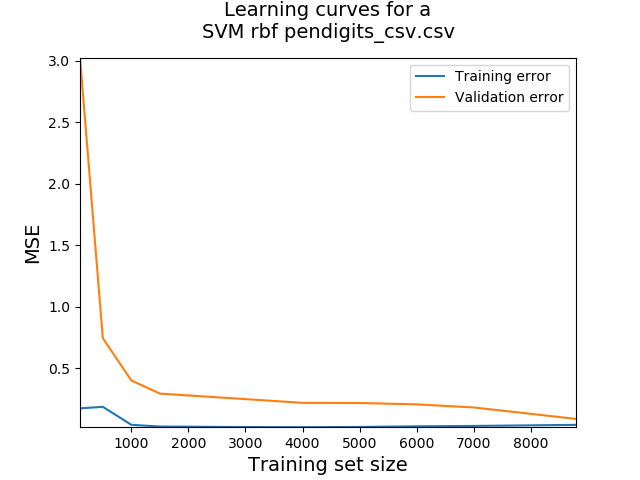 Learning curves for a
SVM rbf pendigits_csv.csv
Training error
Validation error
MSE
3.0
2.5
2.0
1.5
1.0
0.5
1000 2000 3000 4000 5000 6000 7000 8000
Training set size